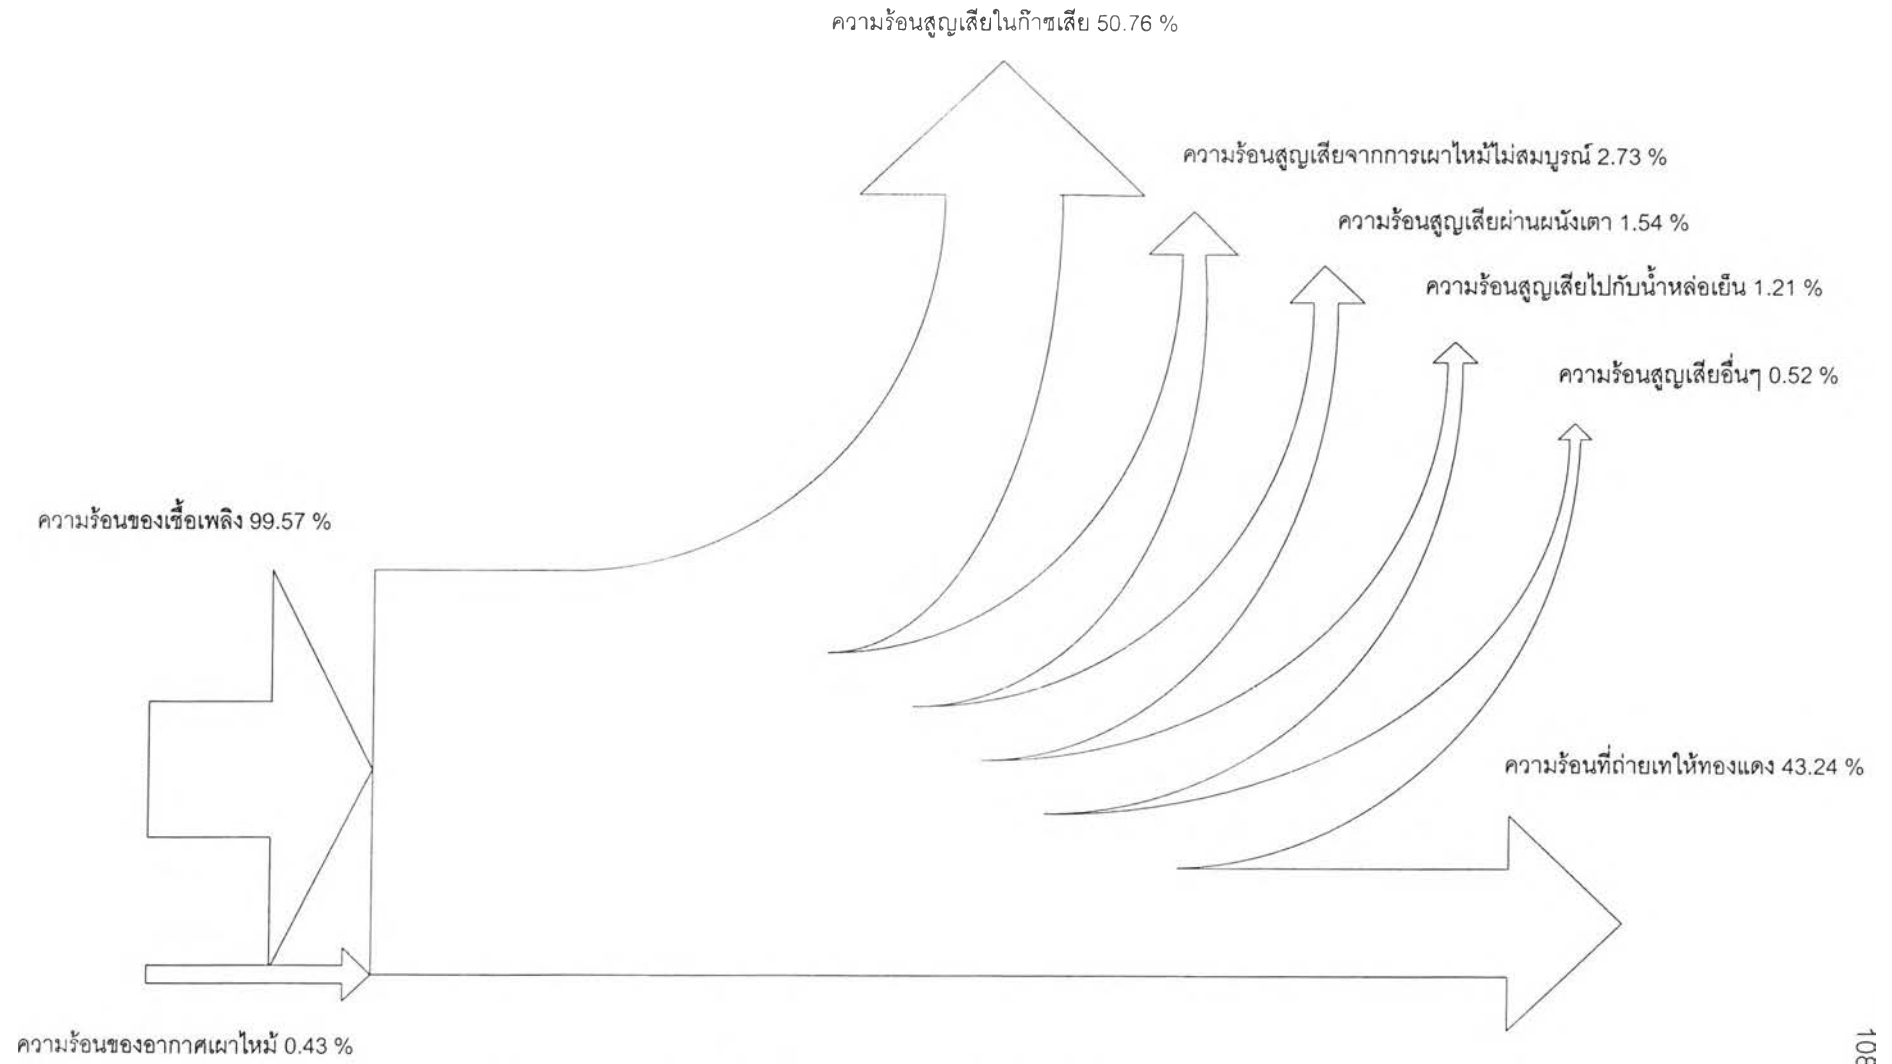 ความร้อนสูญเสียในก๊าซเสีย 50.76 %
ความร้อนสูญเสียจากการเผาไหม้ไม่สมบูรณ์ 2.73 %
ความร้อนสูญเสียผ่านผนังเตา 1.54 %
ความร้อนสูญเสียไปกับน้ำหล่อเย็น 1.21 %
ความร้อนสูญเสียอื่นๆ 0.52 %
ความร้อนของเชื้อเพลิง 99.57 %
ความร้อนที่ถ่ายเทให้ทองแดง 43.24 %
ความร้อนของอากาศเผาไหม้ 0.43 %
108